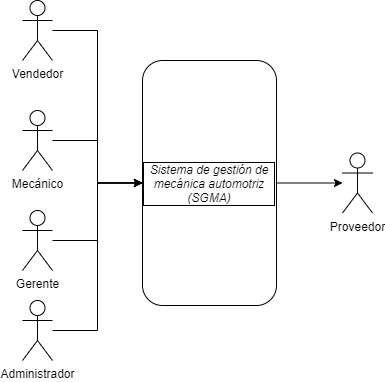 Vendedor
Mecánico
Gerente
Administrador
Sistema de gestión de
mecánica automotriz
(SGMA)
Proveedor